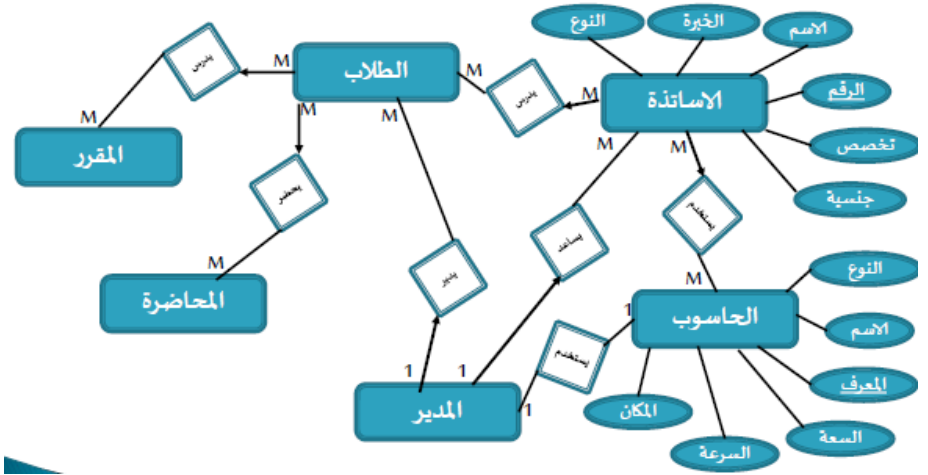 النوع
الخبرة
الاسم
الطلاب
الاساتذة
الرقم
تخصص
جنسية
يدرس
M
M
يدرس
M
M
المقرر
M
M
يحضر
M
M
يستخدم
M
M
يساعد
يدير
المحاضرة
الحاسوب
النوع
الاسم
المعرف
السعة
السرعة
المكان
1
يستخدم
1
1
1
المدير